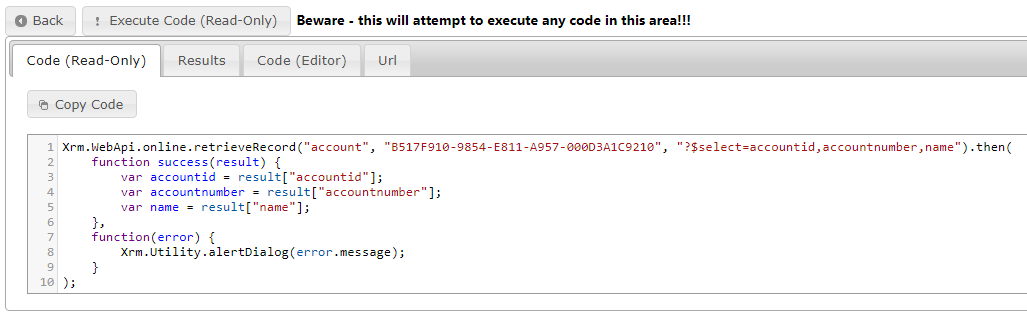 Back ! Execute Code (Read-Only) Beware - this will attempt to execute any code in this area!!!
Code (Read-Only) Results Code (Editor) Url
Copy Code
1 Xrm.WebApi.online.retrieveRecord("account", "B517F910-9854-E811-A957-000D3A1C9210", "?$select=accountid,accountnumber,name").then(
2     function success(result) {
3         var accountid = result["accountid"];
4         var accountnumber = result["accountnumber"];
5         var name = result["name"];
6     },
7     function(error) {
8         Xrm.Utility.alertDialog(error.message);
9     }
10 );